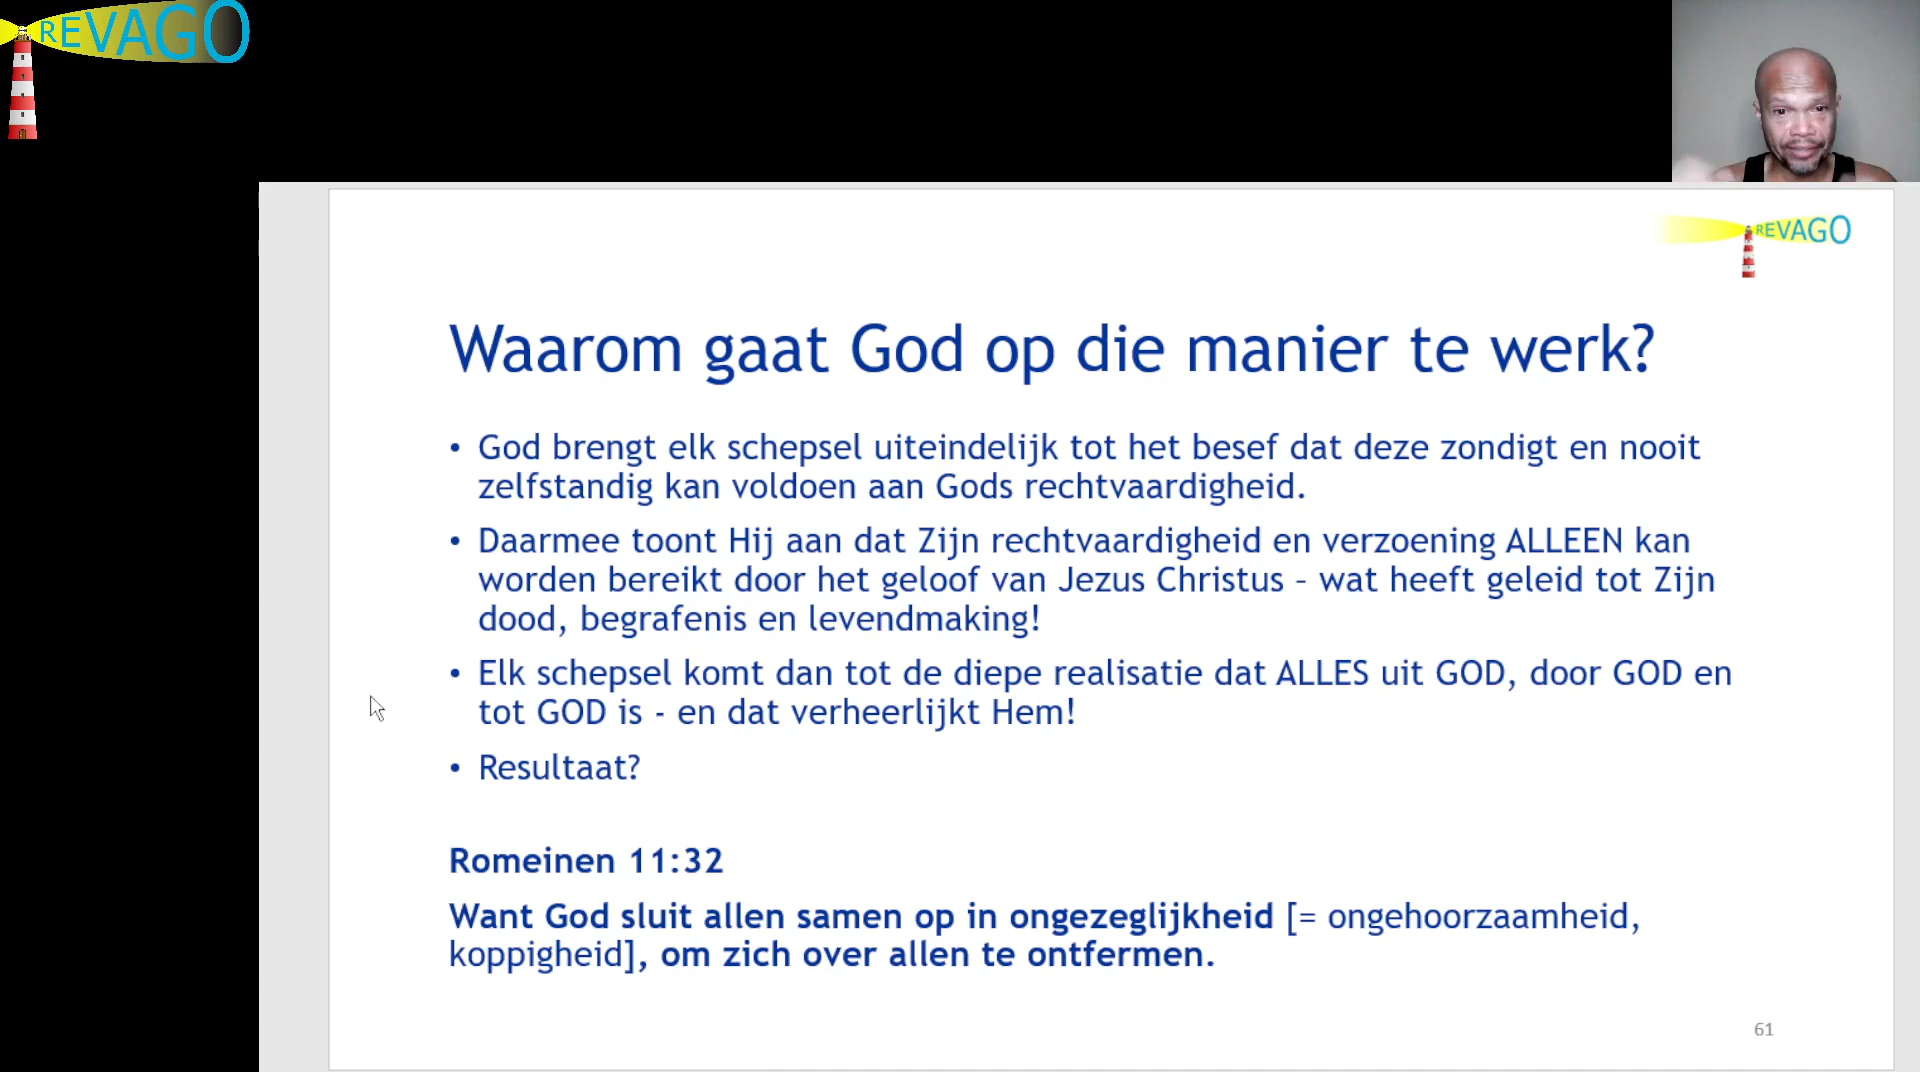 REVAGO
REVAGO
Waarom gaat God op die manier te werk?
• God brengt elk schepsel uiteindelijk tot het besef dat deze zondigt en nooit
zelfstandig kan voldoen aan Gods rechtvaardigheid.
• Daarmee toont Hij aan dat Zijn rechtvaardigheid en verzoening ALLEEN kan
worden bereikt door het geloof van Jezus Christus – wat heeft geleid tot Zijn
dood, begrafenis en levendmaking!
• Elk schepsel komt dan tot de diepe realisatie dat ALLES uit GOD, door GOD en
tot GOD is - en dat verheerlijkt Hem!
• Resultaat?
Romeinen 11:32
Want God sluit allen samen op in ongezeglijkheid [= ongehoorzaamheid,
koppigheid], om zich over allen te ontfermen.
61